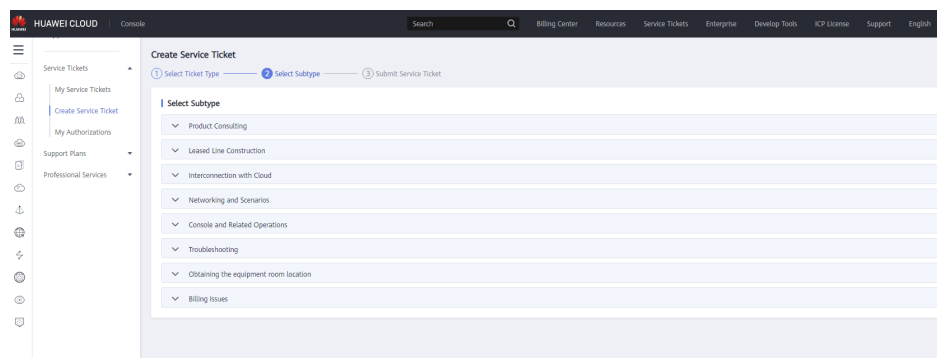 HUAWEI
HUAWEI CLOUD Console Search Billing Center Resources Service Tickets Enterprise Develop Tools ICP License Support English
Service Tickets
My Service Tickets
Create Service Ticket
My Authorizations
Support Plans
Professional Services
Create Service Ticket
1 Select Ticket Type 2 Select Subtype 3 Submit Service Ticket
Select Subtype
Product Consulting
Leased Line Construction
Interconnection with Cloud
Networking and Scenarios
Console and Related Operations
Troubleshooting
Obtaining the equipment room location
Billing Issues